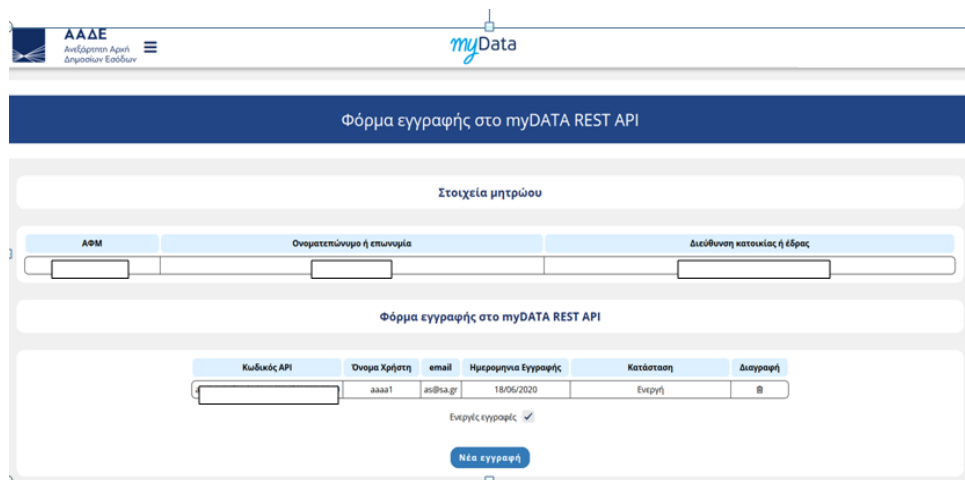 ΑΑΔΕ
Ανεξάρτητη Αρχή
Δημοσίων Εσόδων
myData
Φόρμα εγγραφής στο myDATA REST API
Στοιχεία μητρώου
ΑΦΜ Ονοματεπώνυμο ή επωνυμία Διεύθυνση κατοικίας ή έδρας
Φόρμα εγγραφής στο myDATA REST API
Κωδικός API Όνομα Χρήστη email Ημερομηνια Εγγραφής Κατάσταση Διαγραφή
aaaa1 as@sa.gr 18/06/2020 Ενεργή
Ενεργές εγγραφές
Νέα εγγραφή